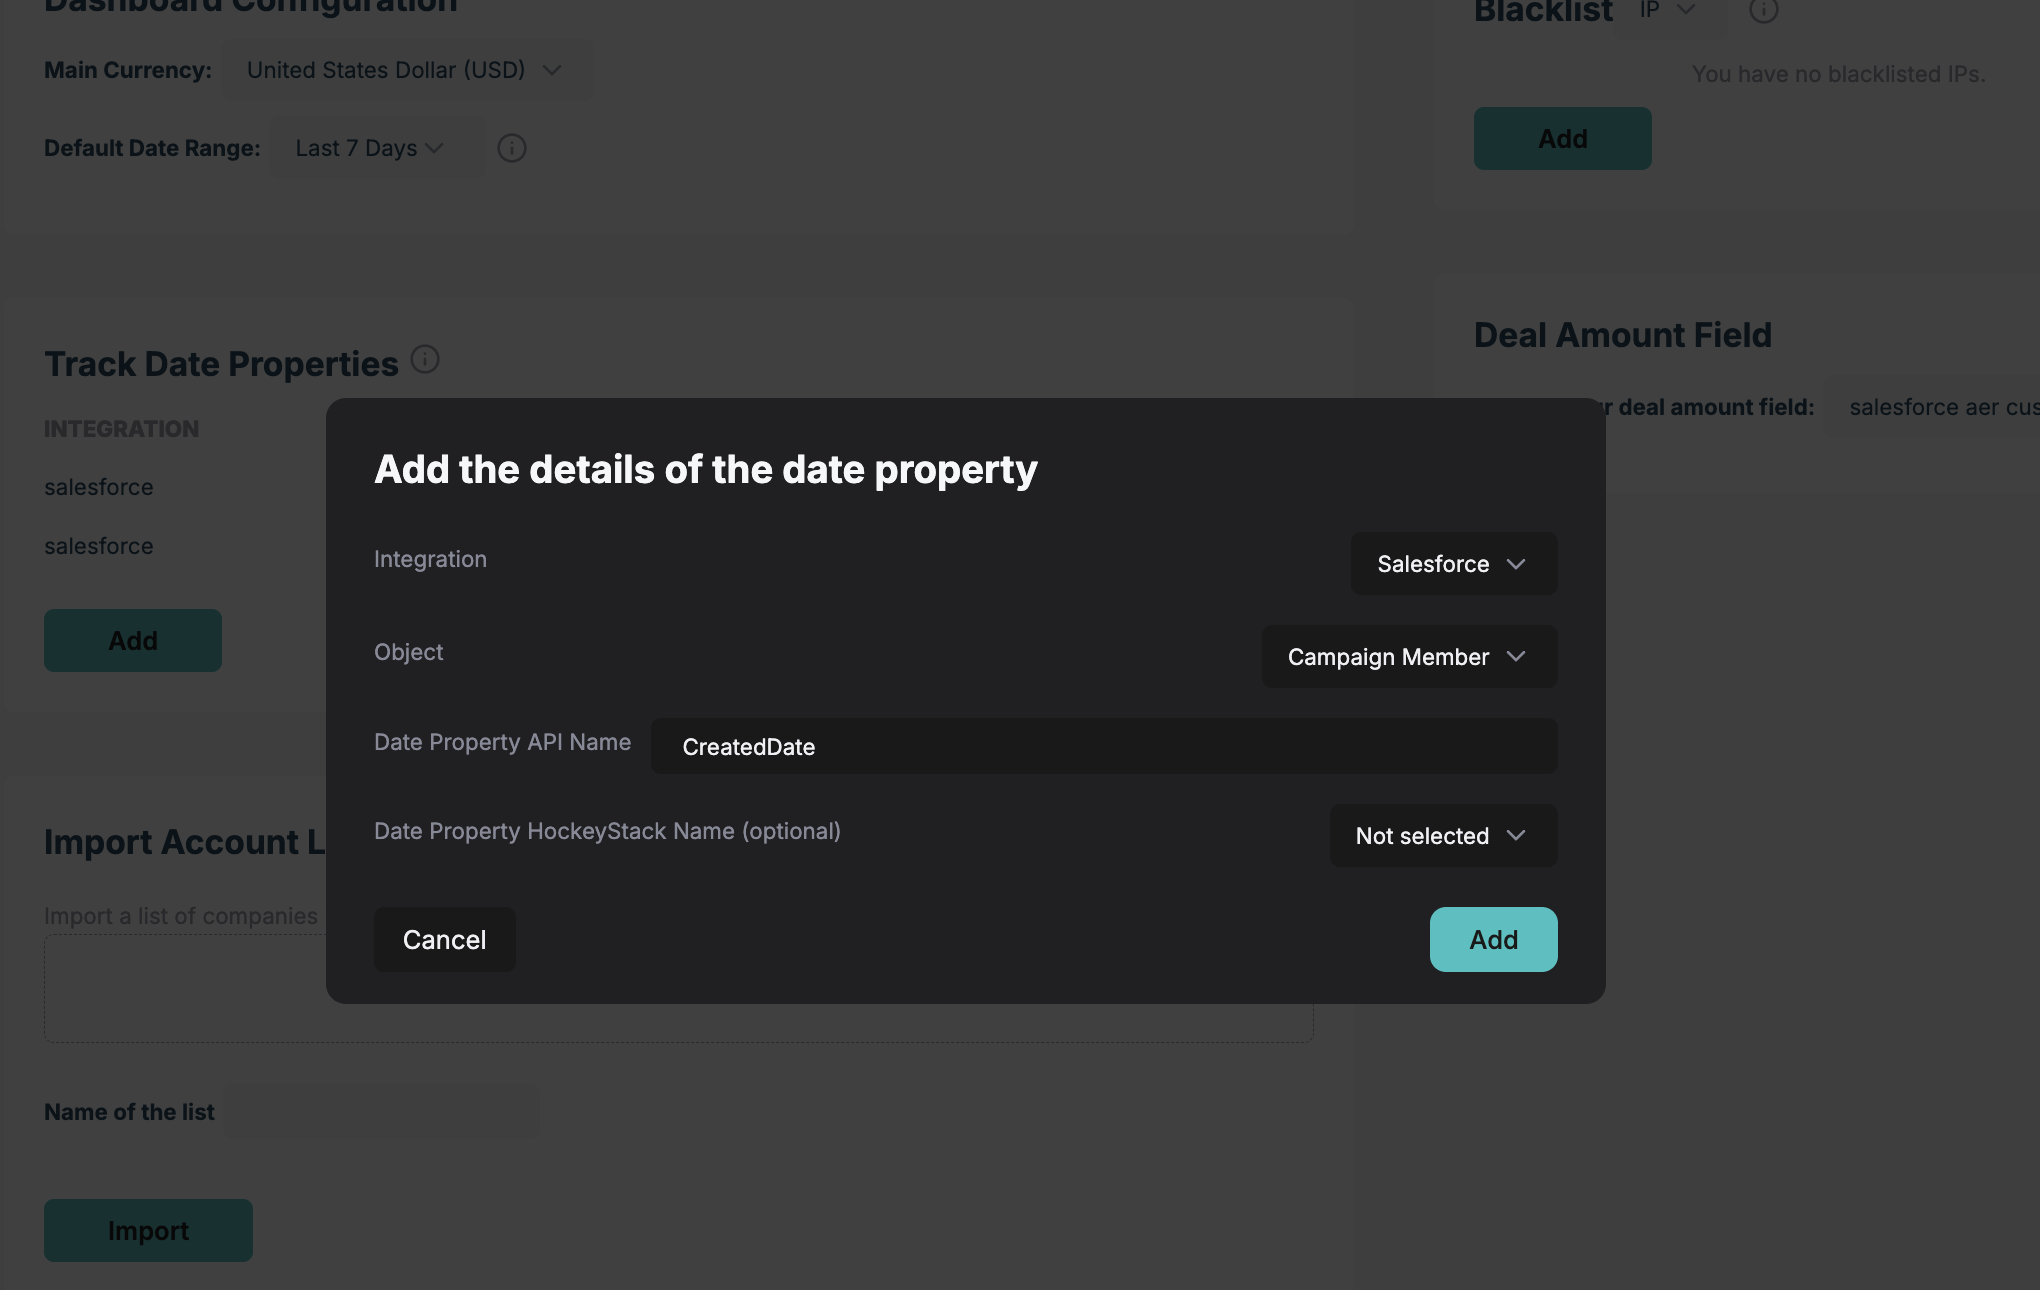 Dashboard Configuration
Main Currency: United States Dollar (USD)
Default Date Range: Last 7 Days
Blacklist IP
You have no blacklisted IPs.
Add
Track Date Properties
INTEGRATION
salesforce
salesforce
Add
Deal Amount Field
r deal amount field: salesforce aer cus
Add the details of the date property
Integration Salesforce
Object Campaign Member
Date Property API Name CreatedDate
Date Property HockeyStack Name (optional) Not selected
Cancel Add
Import Account L
Import a list of companies
Name of the list
Import